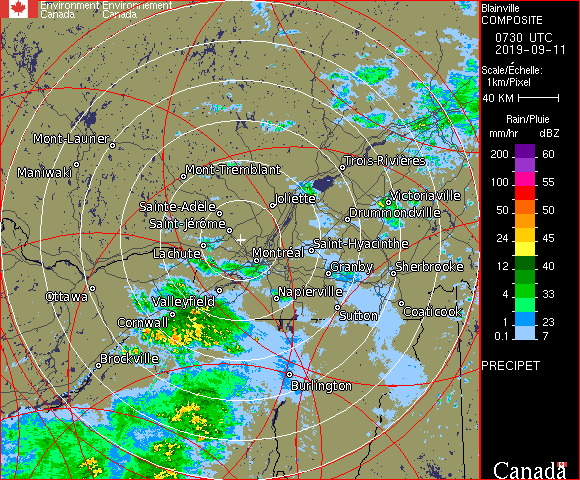 Environment Environnement
Canada Canada
Blainville
COMPOSITE
0730 UTC
2019-09-11
Scale/Échelle:
1km/Pixel
40 KM
Rain/Pluie
mm/hr dBZ
200 60
100 55
50 50
24 45
12 40
4 33
1 23
0.1 7
PRECIPET
Canada
Mont-Laurier
Maniwaki
Mont-Tremblant
Trois-Rivières
Sainte-Adele
Joliette
Victoriaville
Drummondville
Saint-Jérôme
Lachute
Montréal
Saint-Hyacinthe
Granby
Sherbrooke
Ottawa
Valleyfield
Napierville
Cornwall
Sutton
Coaticook
Brockville
Burlington